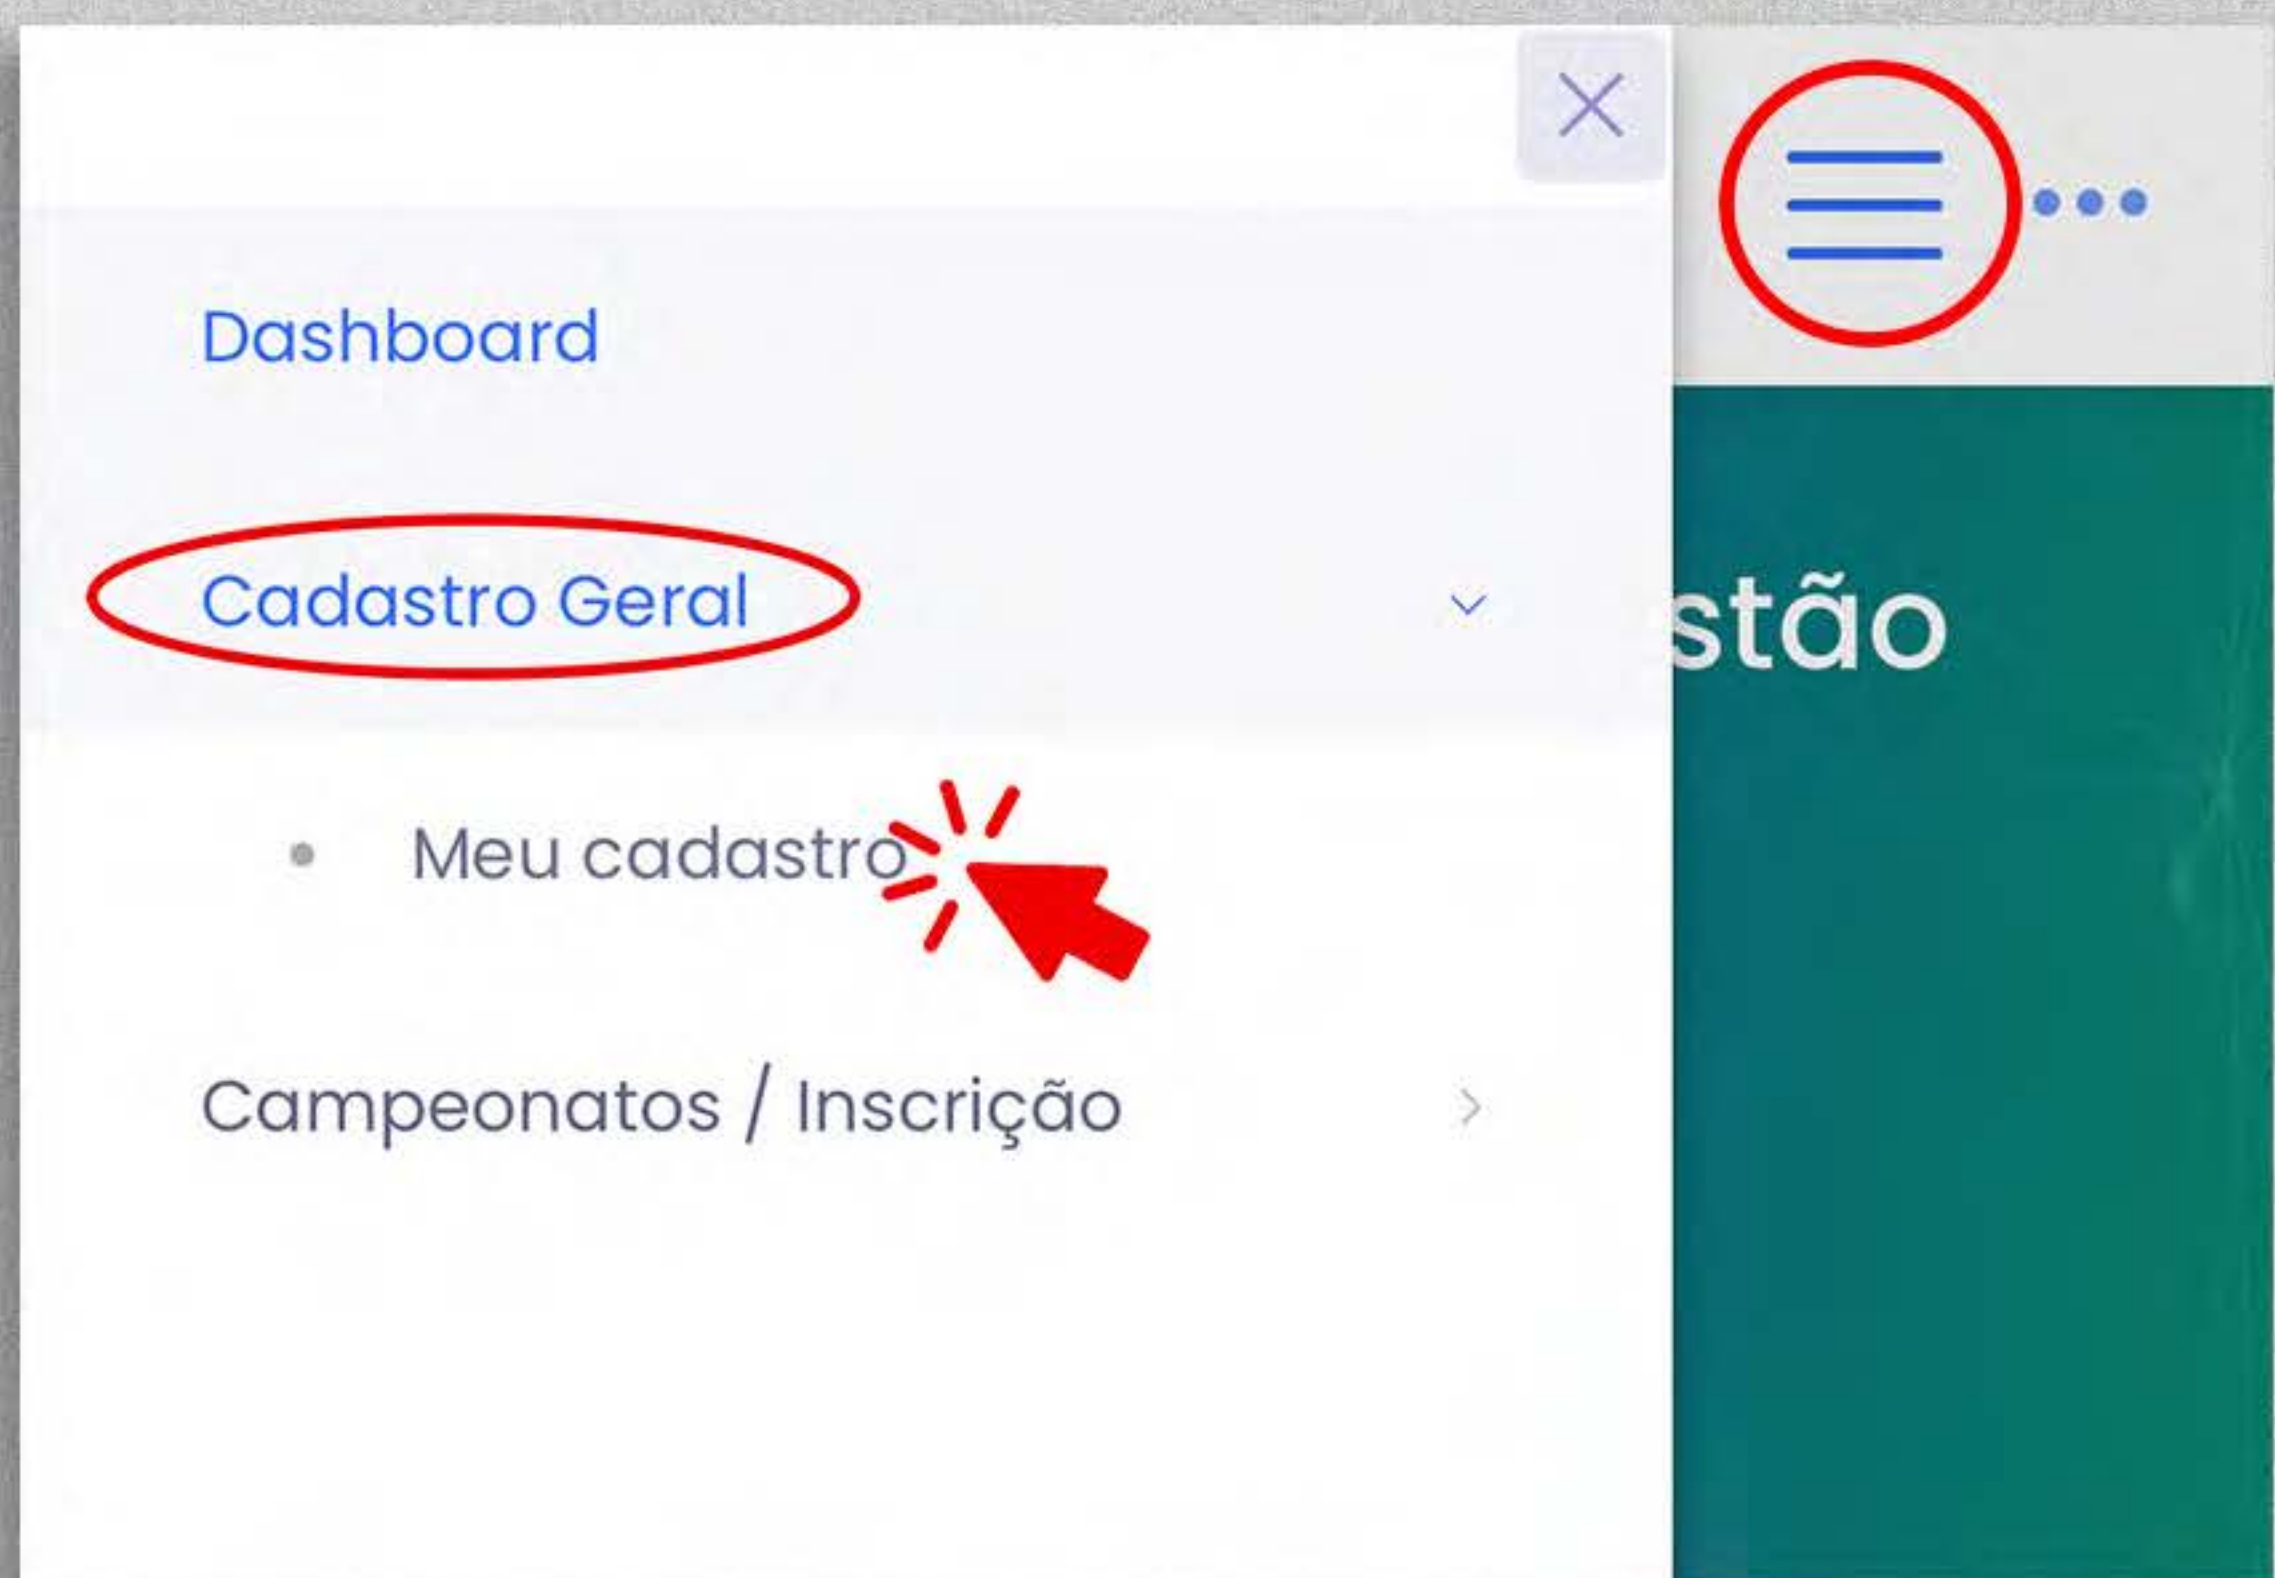 Dashboard
Cadastro Geral
stão
Meu cadastro
Campeonatos / Inscrição